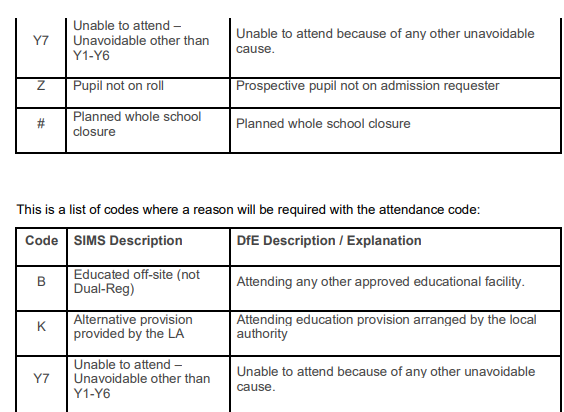 Y7
Unable to attend –
Unavoidable other than
Y1-Y6
Unable to attend because of any other unavoidable
cause.
Z
Pupil not on roll
Prospective pupil not on admission requester
#
Planned whole school
closure
Planned whole school closure
This is a list of codes where a reason will be required with the attendance code:
Code
SIMS Description
DfE Description / Explanation
B
Educated off-site (not
Dual-Reg)
Attending any other approved educational facility.
K
Alternative provision
provided by the LA
Attending education provision arranged by the local
authority
Y7
Unable to attend –
Unavoidable other than
Y1-Y6
Unable to attend because of any other unavoidable
cause.